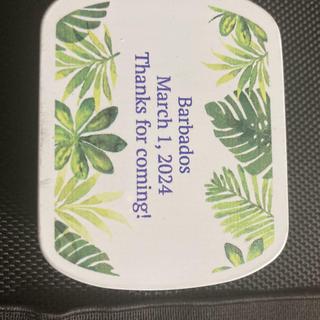 Barbados
March 1, 2024
Thanks for coming!